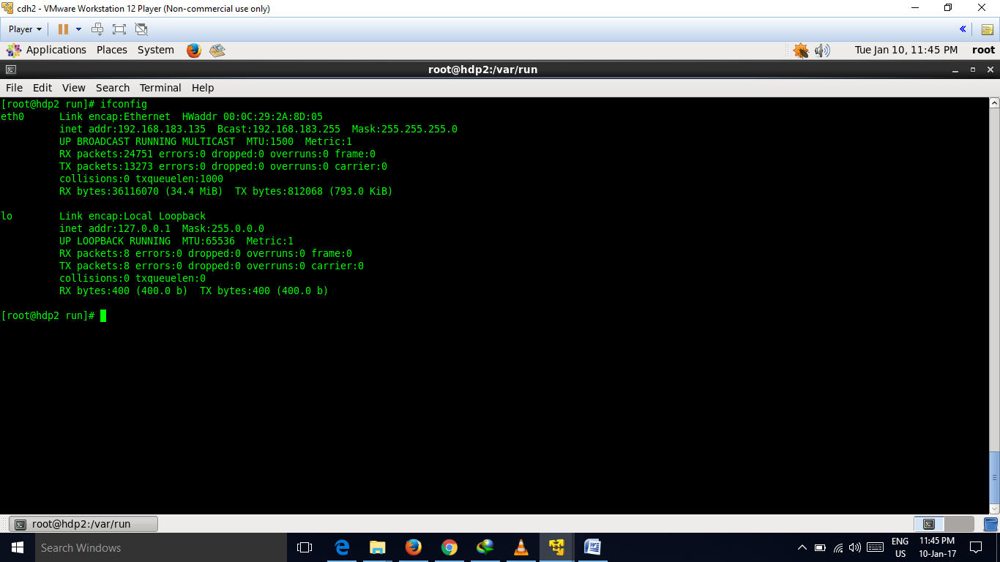 cdh2 - VMware Workstation 12 Player (Non-commercial use only)
Player
Applications Places System
Tue Jan 10, 11:45 PM root
root@hdp2:/var/run
File Edit View Search Terminal Help
[root@hdp2 run]# ifconfig
eth0      Link encap:Ethernet  HWaddr 00:0C:29:2A:8D:05
          inet addr:192.168.183.135  Bcast:192.168.183.255  Mask:255.255.255.0
          UP BROADCAST RUNNING MULTICAST  MTU:1500  Metric:1
          RX packets:24751 errors:0 dropped:0 overruns:0 frame:0
          TX packets:13273 errors:0 dropped:0 overruns:0 carrier:0
          collisions:0 txqueuelen:1000
          RX bytes:36116070 (34.4 MiB)  TX bytes:812068 (793.0 KiB)
lo        Link encap:Local Loopback
          inet addr:127.0.0.1  Mask:255.0.0.0
          UP LOOPBACK RUNNING  MTU:65536  Metric:1
          RX packets:8 errors:0 dropped:0 overruns:0 frame:0
          TX packets:8 errors:0 dropped:0 overruns:0 carrier:0
          collisions:0 txqueuelen:0
          RX bytes:400 (400.0 b)  TX bytes:400 (400.0 b)
[root@hdp2 run]#
root@hdp2:/var/run
Search Windows
ENG
US
11:45 PM
10-Jan-17